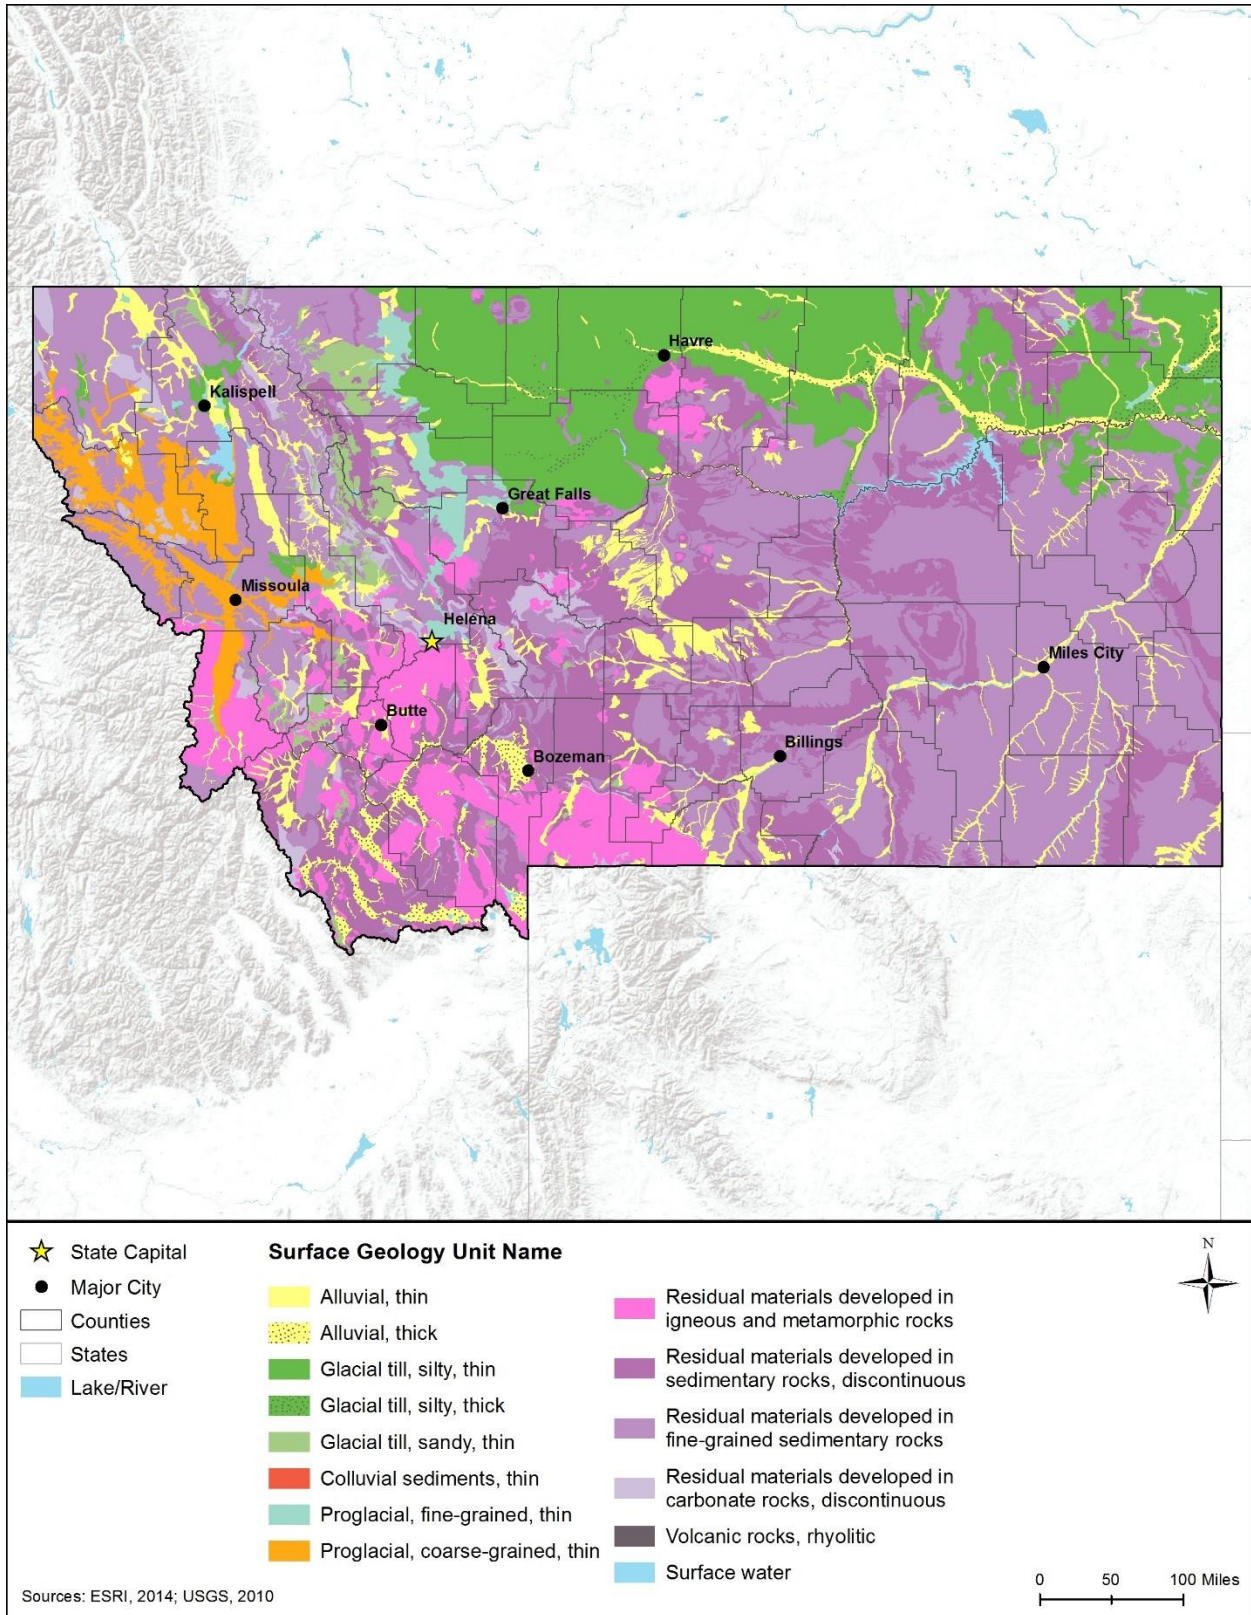 Havre
Kalispell
Great Falls
Missoula
Helena
Miles City
Butte
Billings
Bozeman
State Capital
Major City
Counties
States
Lake/River
Surface Geology Unit Name
Alluvial, thin
Alluvial, thick
Glacial till, silty, thin
Glacial till, silty, thick
Glacial till, sandy, thin
Colluvial sediments, thin
Proglacial, fine-grained, thin
Proglacial, coarse-grained, thin
Residual materials developed in
igneous and metamorphic rocks
Residual materials developed in
sedimentary rocks, discontinuous
Residual materials developed in
fine-grained sedimentary rocks
Residual materials developed in
carbonate rocks, discontinuous
Volcanic rocks, rhyolitic
Surface water
N
0 50 100 Miles
Sources: ESRI, 2014; USGS, 2010